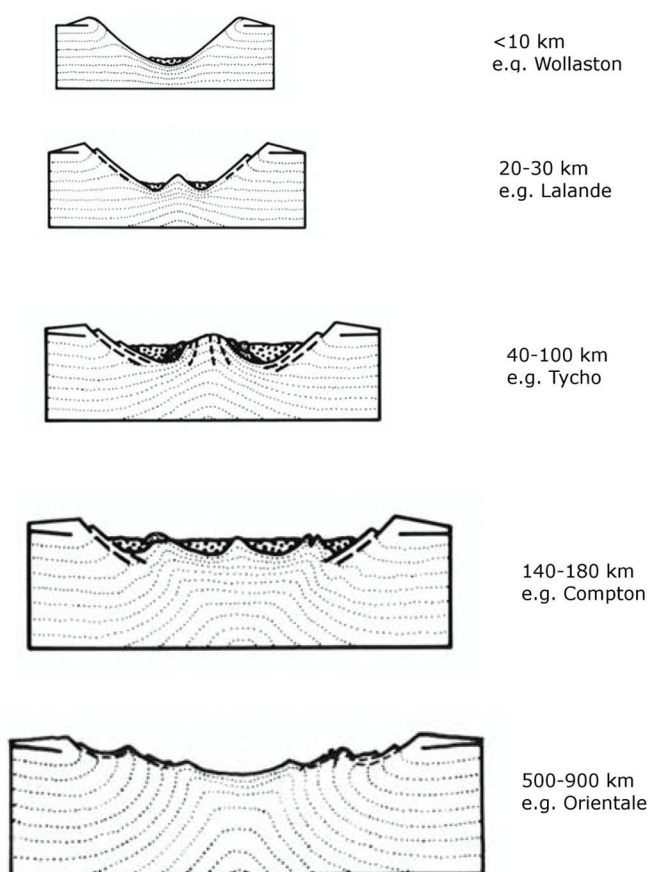 <10 km
e.g. Wollaston
20-30 km
e.g. Lalande
40-100 km
e.g. Tycho
140-180 km
e.g. Compton
500-900 km
e.g. Orientale